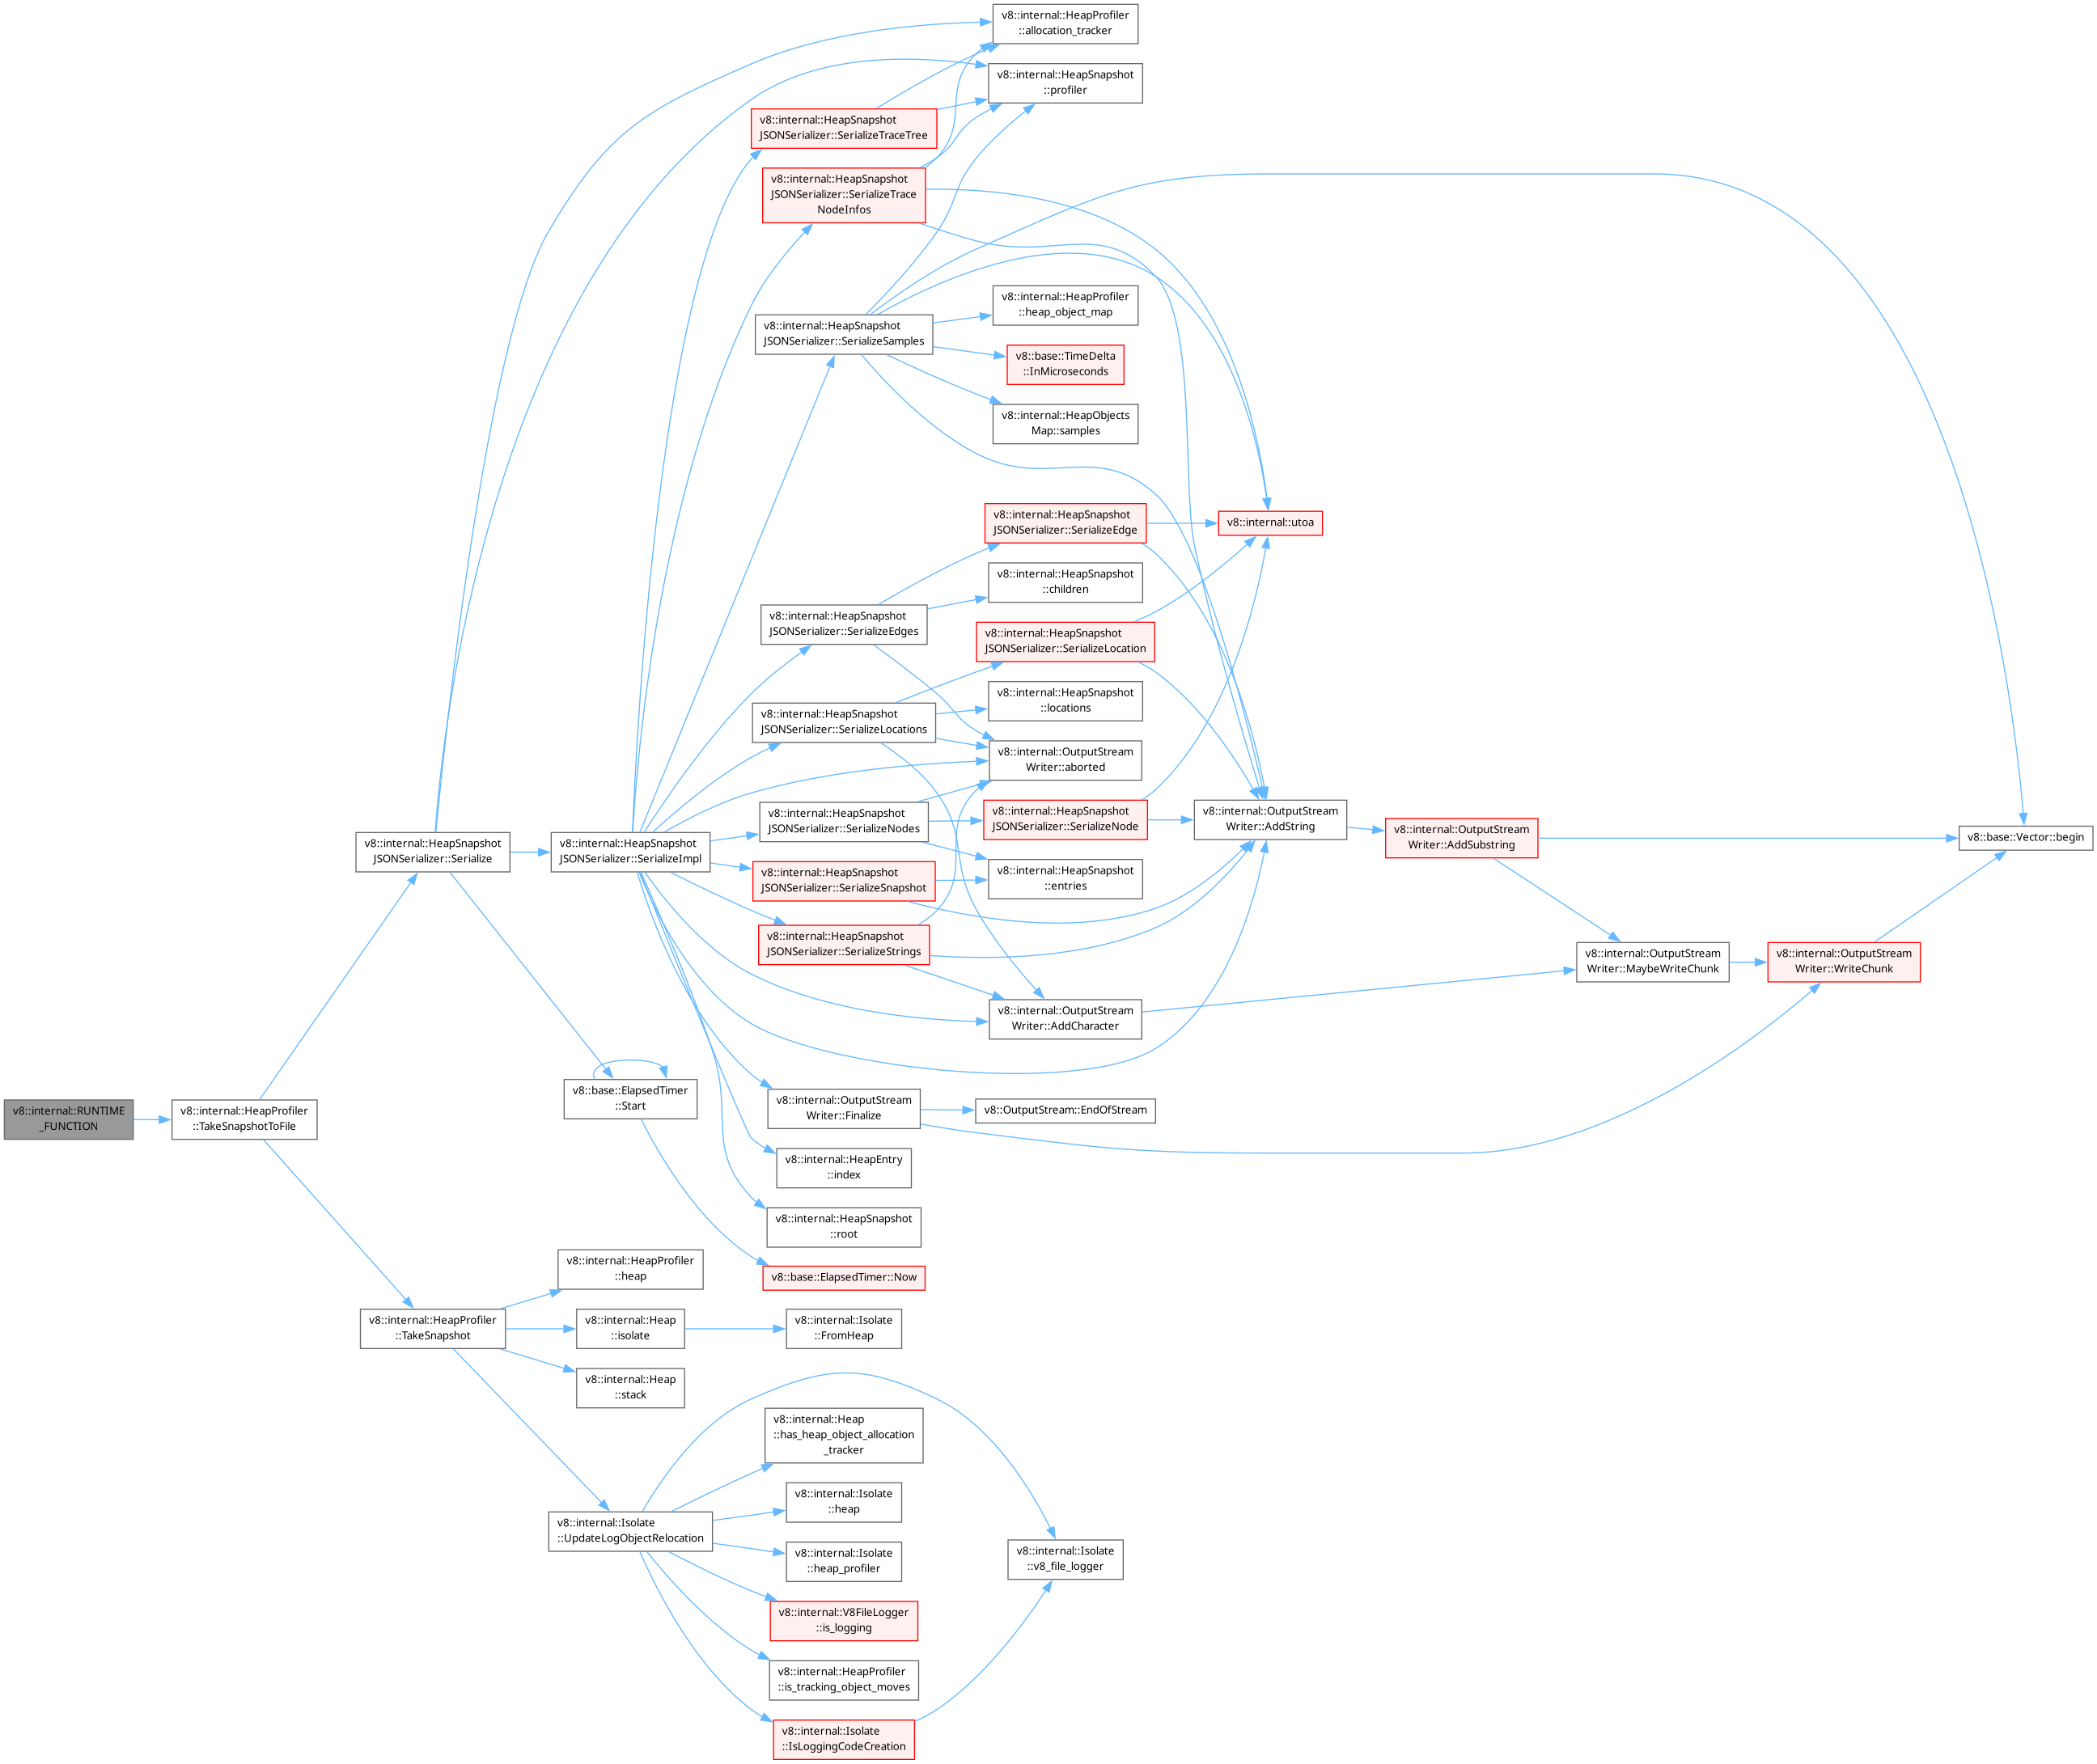 v8::internal::HeapProfiler
::allocation_tracker
v8::internal::HeapSnapshot
::profiler
v8::internal::HeapSnapshot
JSONSerializer::SerializeTraceTree
v8::internal::HeapSnapshot
JSONSerializer::SerializeTrace
NodeInfos
v8::internal::HeapProfiler
::heap_object_map
v8::internal::HeapSnapshot
JSONSerializer::SerializeSamples
v8::base::TimeDelta
::InMicroseconds
v8::internal::HeapObjects
Map::samples
v8::internal::HeapSnapshot
JSONSerializer::SerializeEdge
v8::internal::utoa
v8::internal::HeapSnapshot
::children
v8::internal::HeapSnapshot
JSONSerializer::SerializeEdges
v8::internal::HeapSnapshot
JSONSerializer::SerializeLocation
v8::internal::HeapSnapshot
::locations
v8::internal::HeapSnapshot
JSONSerializer::SerializeLocations
v8::internal::OutputStream
Writer::aborted
v8::internal::HeapSnapshot
JSONSerializer::SerializeNodes
v8::internal::HeapSnapshot
JSONSerializer::SerializeNode
v8::internal::OutputStream
Writer::AddString
v8::internal::OutputStream
Writer::AddSubstring
v8::base::Vector::begin
v8::internal::HeapSnapshot
JSONSerializer::Serialize
v8::internal::HeapSnapshot
JSONSerializer::SerializeImpl
v8::internal::HeapSnapshot
JSONSerializer::SerializeSnapshot
v8::internal::HeapSnapshot
::entries
v8::internal::HeapSnapshot
JSONSerializer::SerializeStrings
v8::internal::OutputStream
Writer::MaybeWriteChunk
v8::internal::OutputStream
Writer::WriteChunk
v8::internal::OutputStream
Writer::AddCharacter
v8::base::ElapsedTimer
::Start
v8::internal::OutputStream
Writer::Finalize
v8::OutputStream::EndOfStream
v8::internal::RUNTIME
_FUNCTION
v8::internal::HeapProfiler
::TakeSnapshotToFile
v8::internal::HeapEntry
::index
v8::internal::HeapSnapshot
::root
v8::base::ElapsedTimer::Now
v8::internal::HeapProfiler
::heap
v8::internal::HeapProfiler
::TakeSnapshot
v8::internal::Heap
::isolate
v8::internal::Isolate
::FromHeap
v8::internal::Heap
::stack
v8::internal::Heap
::has_heap_object_allocation
_tracker
v8::internal::Isolate
::heap
v8::internal::Isolate
::UpdateLogObjectRelocation
v8::internal::Isolate
::heap_profiler
v8::internal::Isolate
::v8_file_logger
v8::internal::V8FileLogger
::is_logging
v8::internal::HeapProfiler
::is_tracking_object_moves
v8::internal::Isolate
::IsLoggingCodeCreation